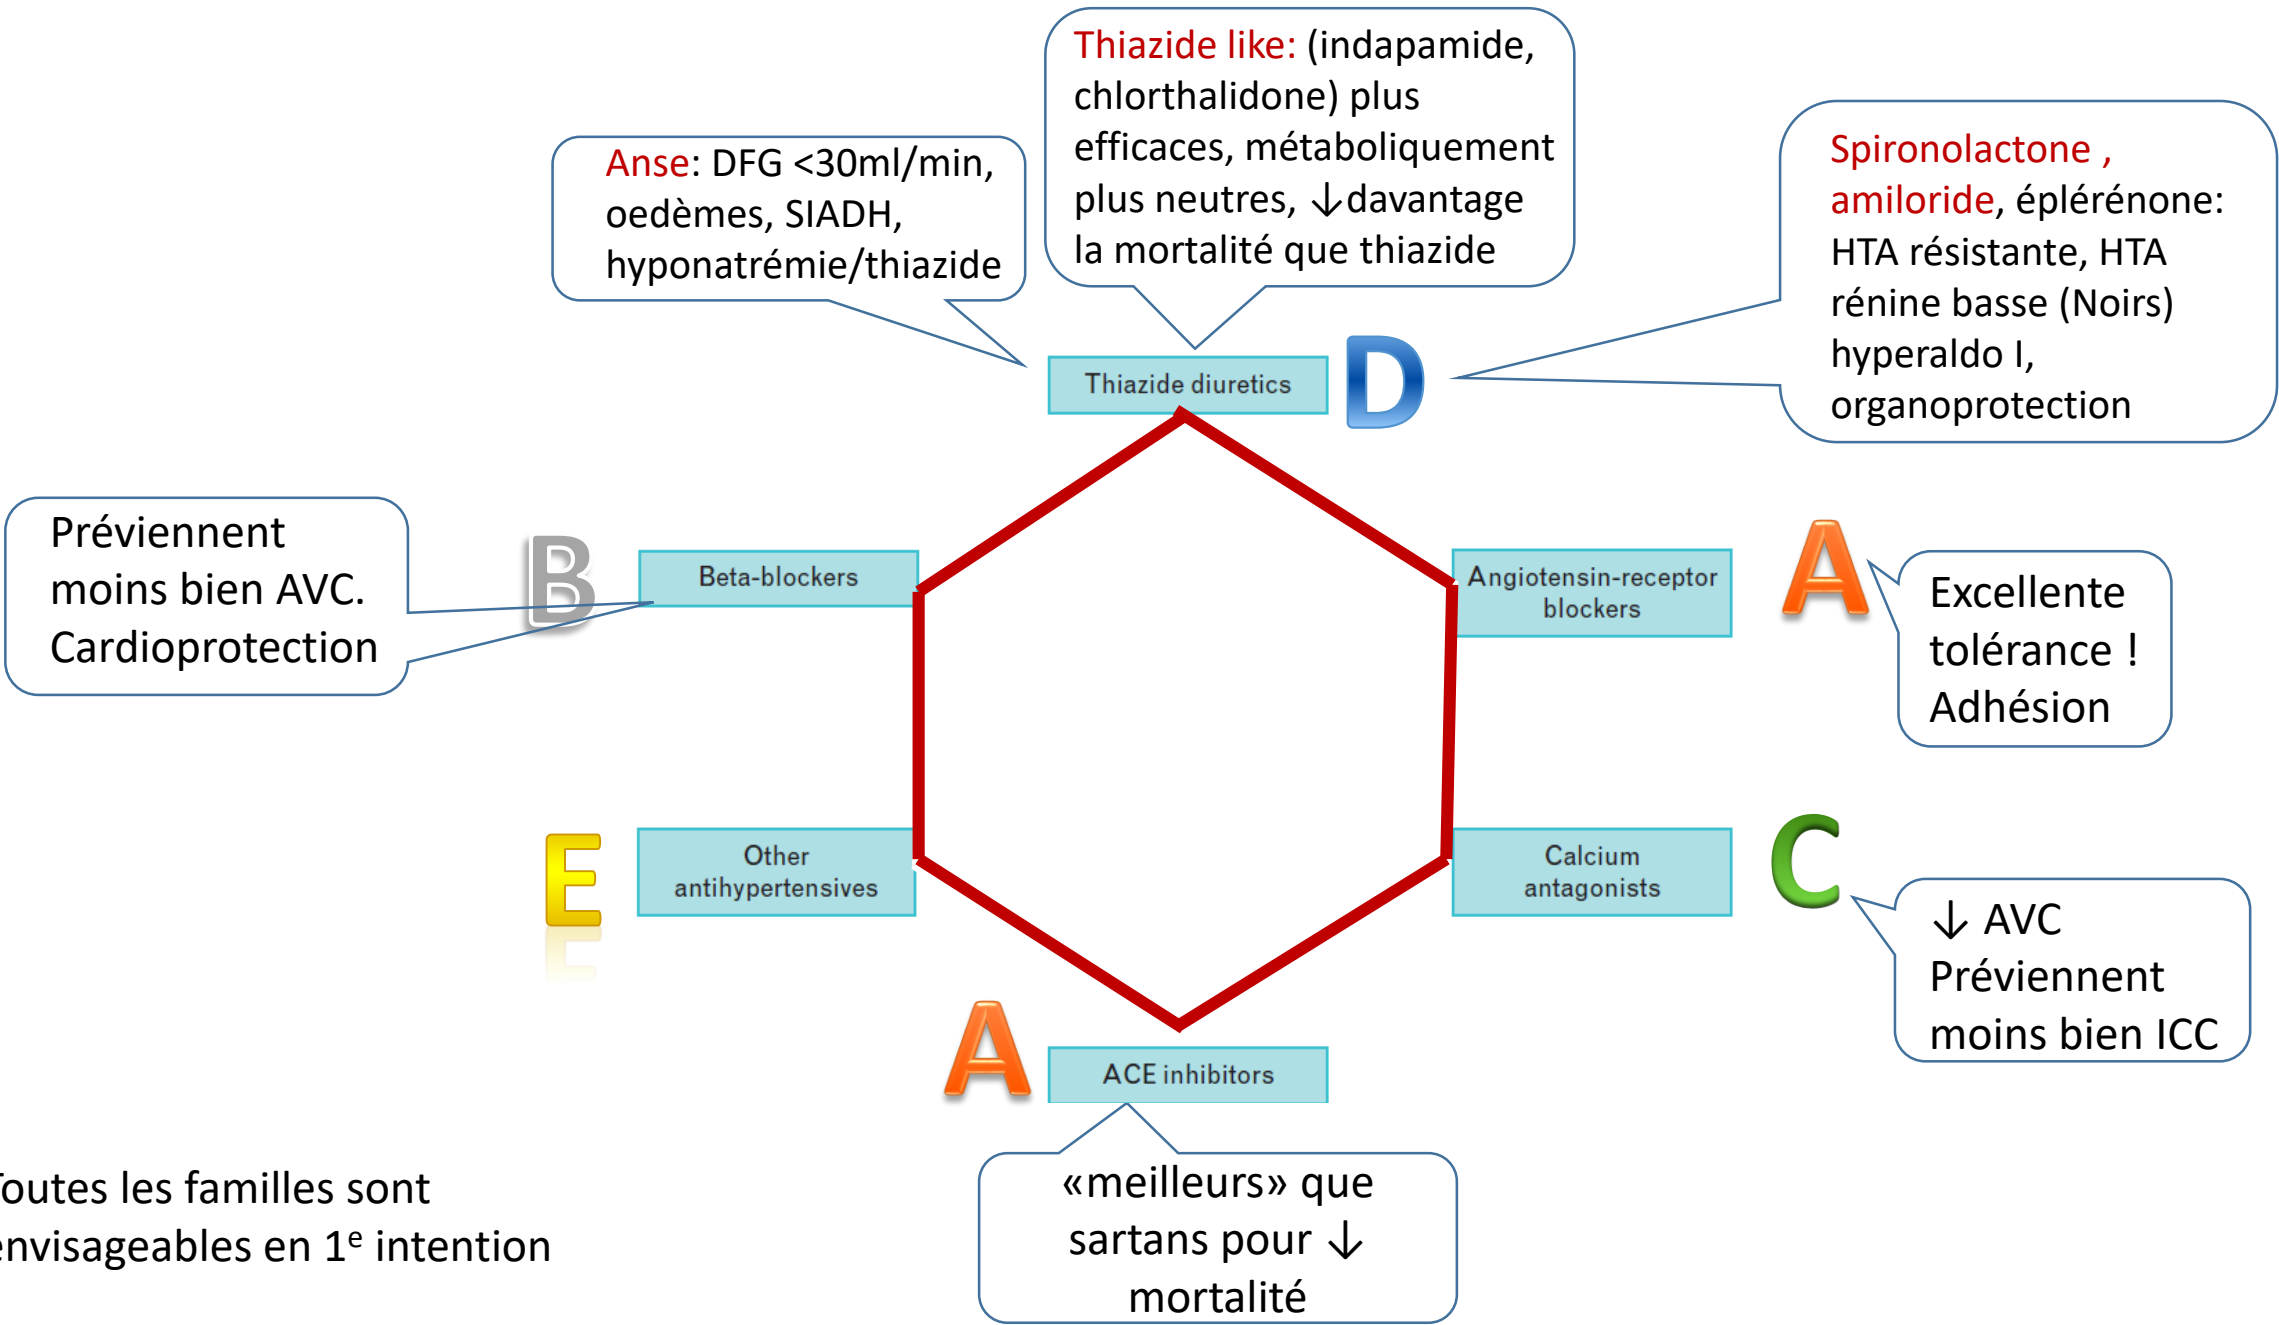 Thiazide like: (indapamide,
chlorthalidone) plus
efficaces, métaboliquement
plus neutres, ↓davantage
la mortalité que thiazide
Anse: DFG <30ml/min,
oedèmes, SIADH,
hyponatrémie/thiazide
Spironolactone ,
amiloride, éplérénone:
HTA résistante, HTA
rénine basse (Noirs)
hyperaldo I,
organoprotection
Thiazide diuretics
D
Préviennent
moins bien AVC.
Cardioprotection
B
Beta-blockers
Angiotensin-receptor
blockers
A
Excellente
tolérance !
Adhésion
E
Other
antihypertensives
Calcium
antagonists
C
↓ AVC
Préviennent
moins bien ICC
A
ACE inhibitors
«meilleurs» que
sartans pour ↓
mortalité
Toutes les familles sont
envisageables en 1e intention